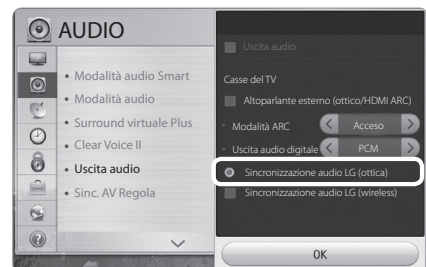 AUDIO
• Modalità audio Smart
• Modalità audio
• Surround virtuale Plus
• Clear Voice II
• Uscita audio
• Sinc. AV Regola
Uscita audio
Casse del TV
Altoparlante esterno (ottico/HDMI ARC)
• Modalità ARC < Acceso >
• Uscita audio digitale < PCM >
Sincronizzazione audio LG (ottica)
Sincronizzazione audio LG (wireless)
OK